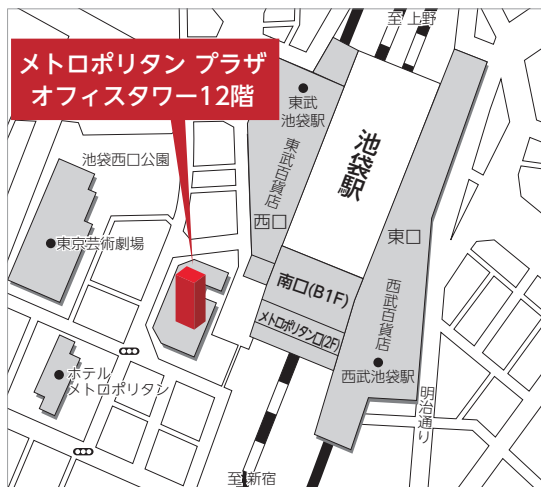 至 上野
メトロポリタン プラザ
オフィスタワー12階
東武
池袋駅
池袋西口公園
東武百貨店
池袋駅
西口
東口
東京芸術劇場
南口(B1F)
西武百貨店
メトロポリタン口(2F)
西武池袋駅
ホテル
メトロポリタン
明治通り
至 新宿